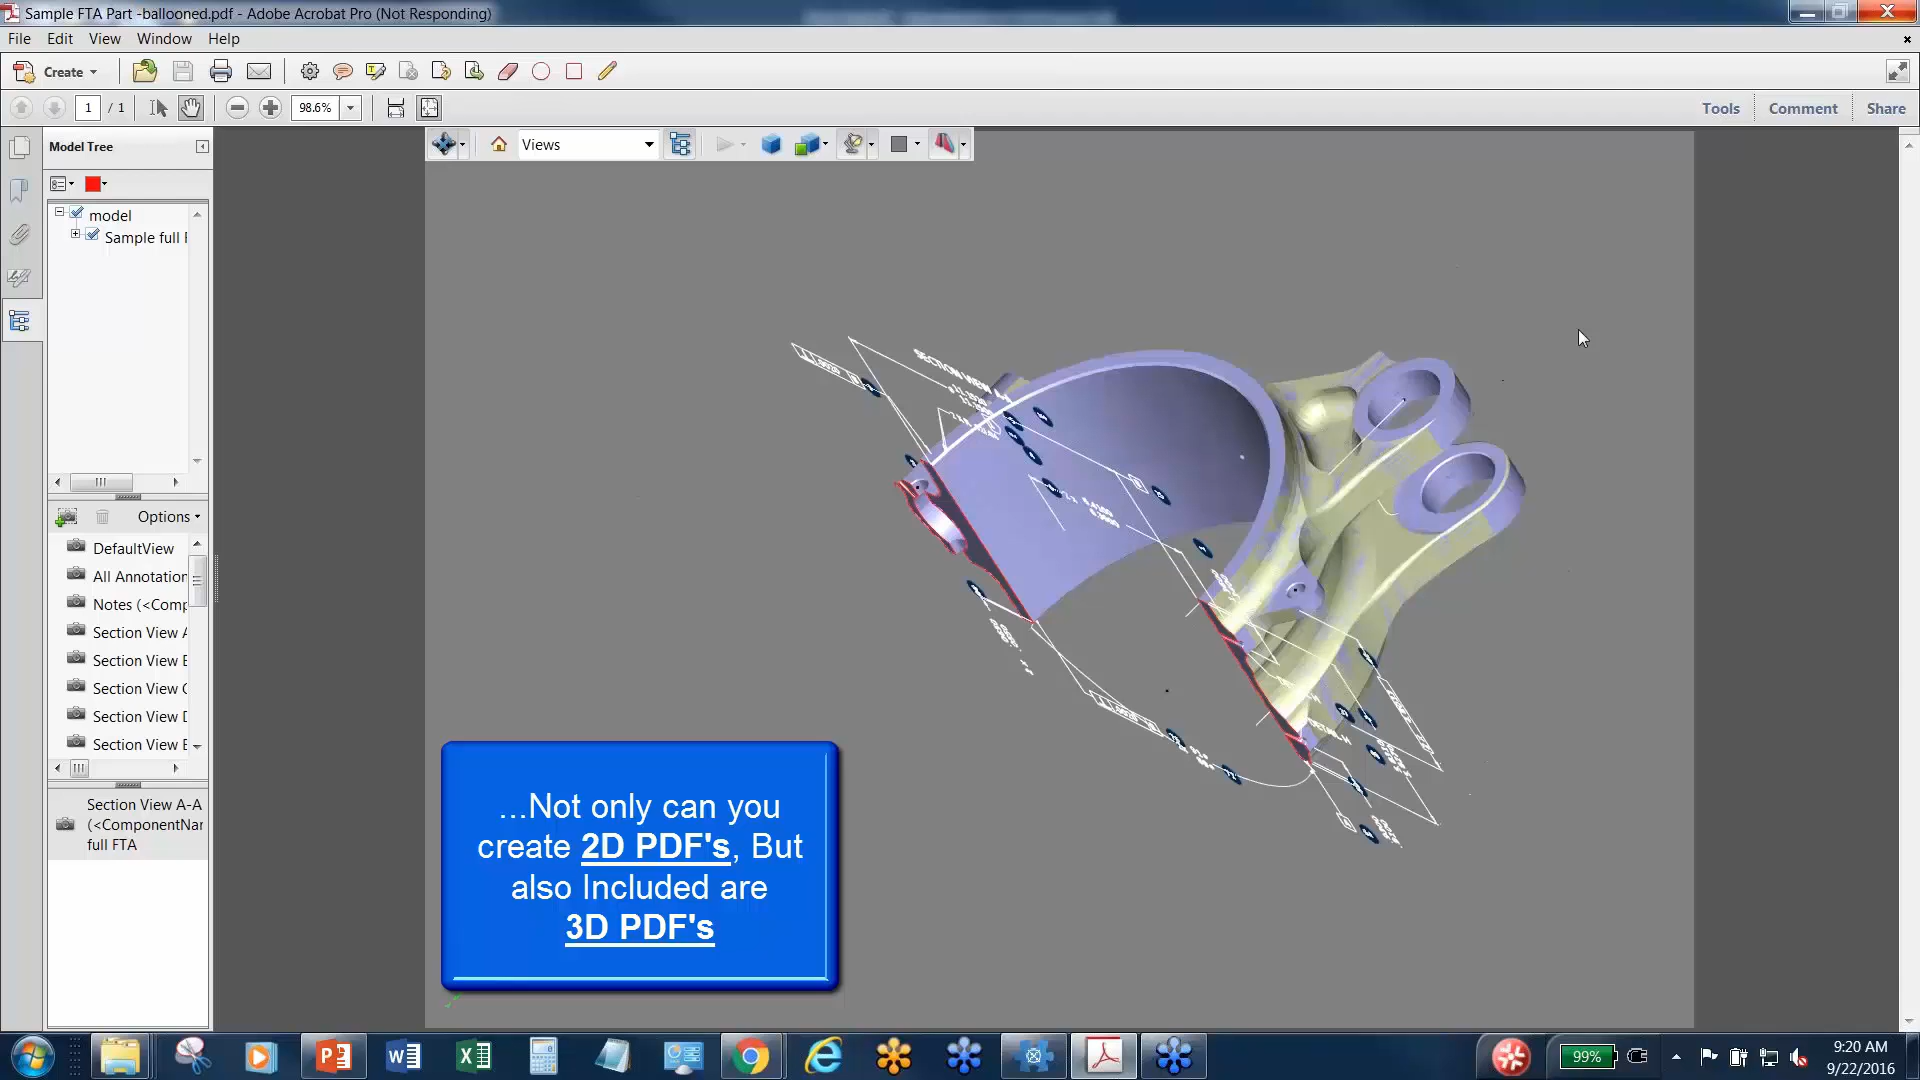 Sample FTA Part -ballooned.pdf - Adobe Acrobat Pro (Not Responding)
File Edit View Window Help
Create
1 / 1 98.6% Tools Comment Share
Model Tree
Views
model
Sample full F
Options
DefaultView
All Annotation
Notes (<Comp
Section View A
Section View E
Section View C
Section View D
Section View E
Section View A-A
(<ComponentNar
full FTA
SECTION VIEW
...Not only can you
create 2D PDF's, But
also Included are
3D PDF's
99%
9:20 AM
9/22/2016